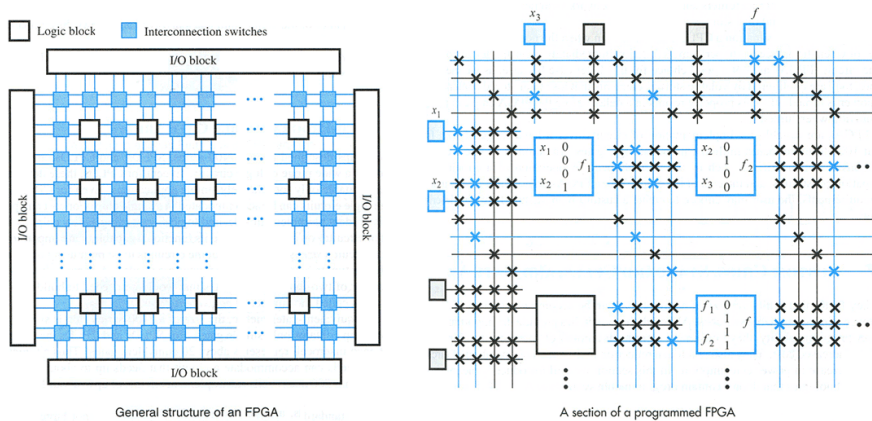 Logic block
Interconnection switches
I/O block
I/O block
I/O block
I/O block
General structure of an FPGA
x3
f
x1
x2
x1 0
0
0
x2 1
f1
x2 0
1
0
x3 0
f2
f1 0
1
1
f2 1
f
A section of a programmed FPGA